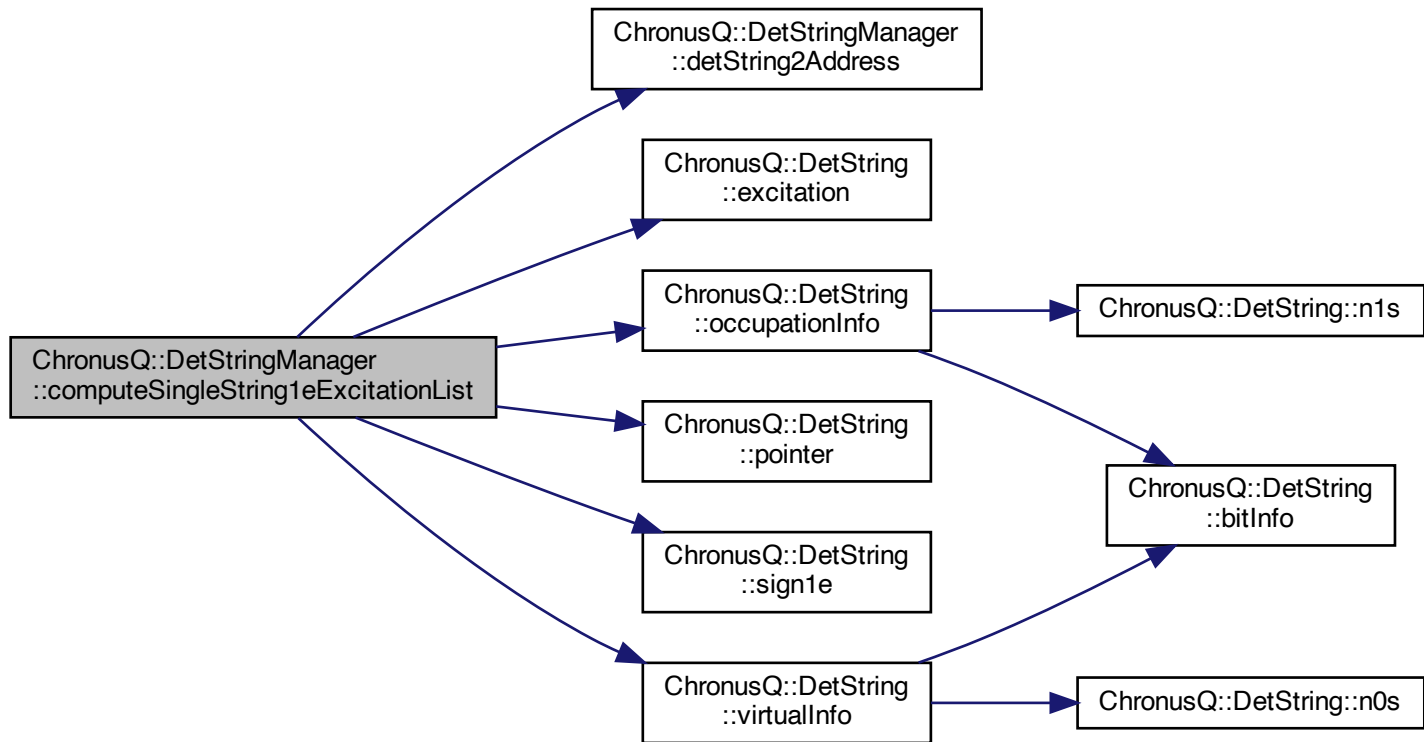 ChronusQ::DetStringManager
::detString2Address
ChronusQ::DetString
::excitation
ChronusQ::DetString
::occupationInfo
ChronusQ::DetString::n1s
ChronusQ::DetStringManager
::computeSingleString1eExcitationList
ChronusQ::DetString
::pointer
ChronusQ::DetString
::bitInfo
ChronusQ::DetString
::sign1e
ChronusQ::DetString
::virtualInfo
ChronusQ::DetString::n0s